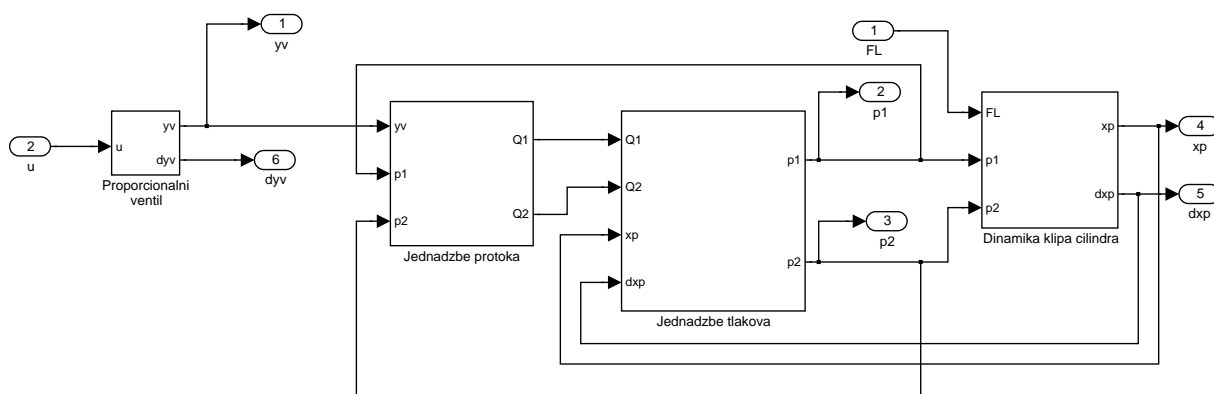 1
yv
2
u
u
yv
dyv
Proporcionalni
ventil
6
dyv
yv
p1
p2
Q1
Q2
Jednadzbe protoka
Q1
Q2
xp
dxp
p1
p2
Jednadzbe tlakova
2
p1
3
p2
1
FL
FL
p1
p2
xp
dxp
Dinamika klipa cilindra
4
xp
5
dxp